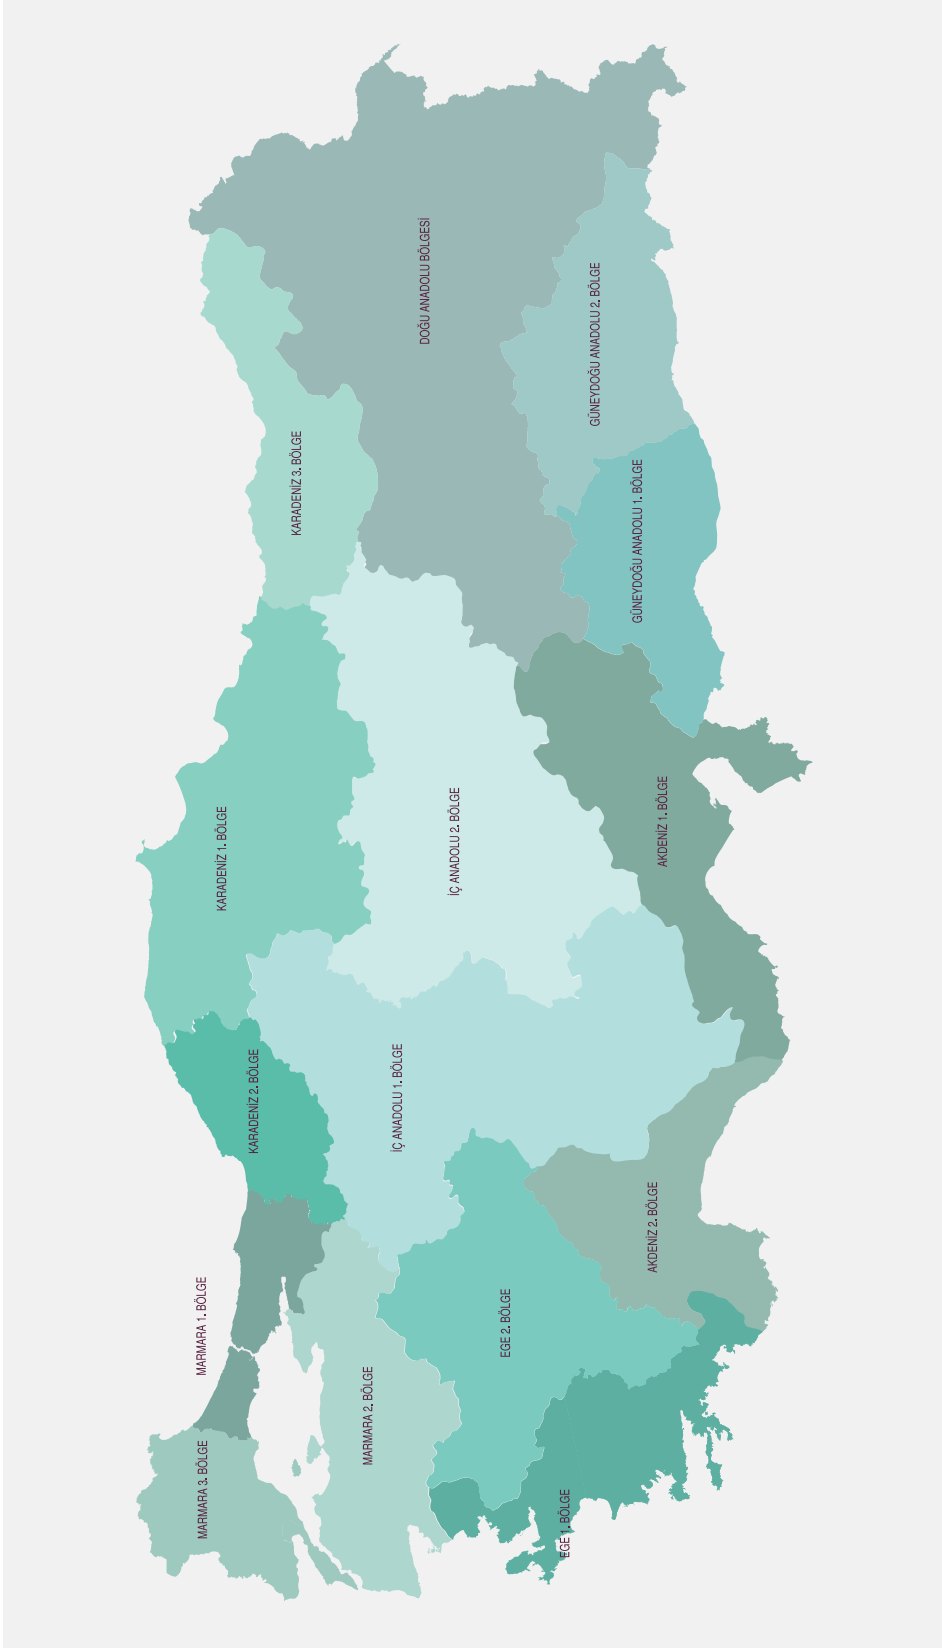 MARMARA 3. BÖLGE
MARMARA 1. BÖLGE
KARADENİZ 2. BÖLGE
KARADENİZ 1. BÖLGE
KARADENİZ 3. BÖLGE
MARMARA 2. BÖLGE
İÇ ANADOLU 1. BÖLGE
İÇ ANADOLU 2. BÖLGE
DOĞU ANADOLU BÖLGESİ
EGE 1. BÖLGE
EGE 2. BÖLGE
AKDENİZ 2. BÖLGE
AKDENİZ 1. BÖLGE
GÜNEYDOĞU ANADOLU 1. BÖLGE
GÜNEYDOĞU ANADOLU 2. BÖLGE